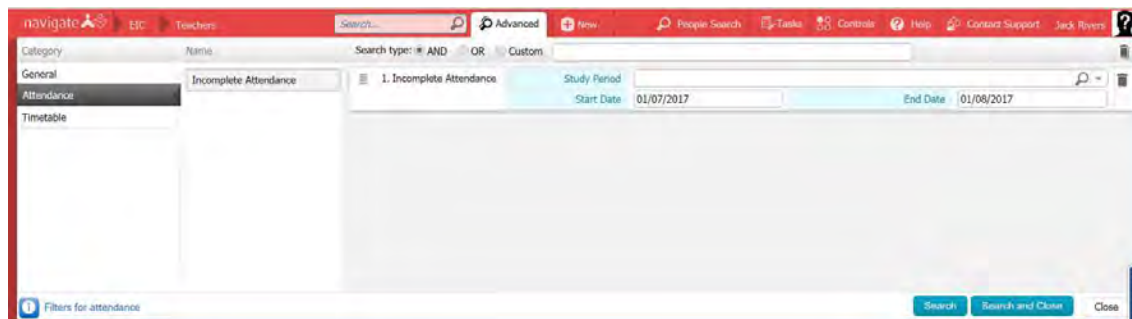 navigate EIC Teachers Search... Advanced New People Search Tasks Controls Help Contact Support Jack Rivers
Category Name Search type: AND OR Custom
General Incomplete Attendance 1. Incomplete Attendance Study Period
Attendance Start Date 01/07/2017 End Date 01/08/2017
Timetable
Filters for attendance Search Search and Close Close